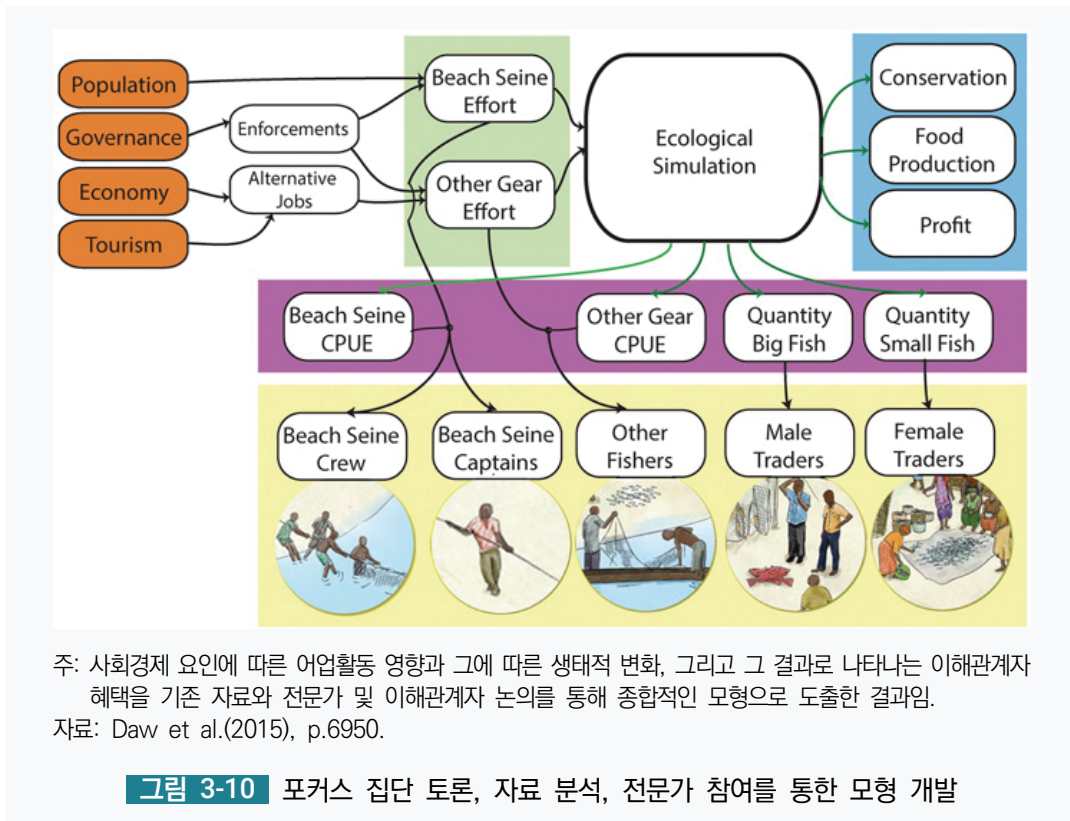 Population
Governance
Economy
Tourism
Enforcements
Alternative
Jobs
Beach Seine
Effort
Other Gear
Effort
Ecological
Simulation
Conservation
Food
Production
Profit
Beach Seine
CPUE
Other Gear
CPUE
Quantity
Big Fish
Quantity
Small Fish
Beach Seine
Crew
Beach Seine
Captains
Other
Fishers
Male
Traders
Female
Traders
주: 사회경제 요인에 따른 어업활동 영향과 그에 따른 생태적 변화, 그리고 그 결과로 나타나는 이해관계자
혜택을 기존 자료와 전문가 및 이해관계자 논의를 통해 종합적인 모형으로 도출한 결과임.
자료: Daw et al.(2015), p.6950.
그림 3-10 포커스 집단 토론, 자료 분석, 전문가 참여를 통한 모형 개발